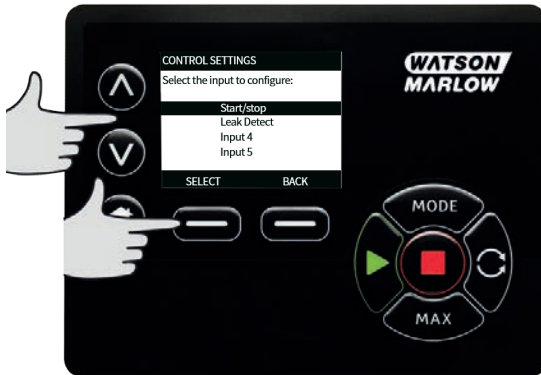 CONTROL SETTINGS
Select the input to configure:
Start/stop
Leak Detect
Input 4
Input 5
SELECT BACK
WATSON
MARLOW
MODE
MAX